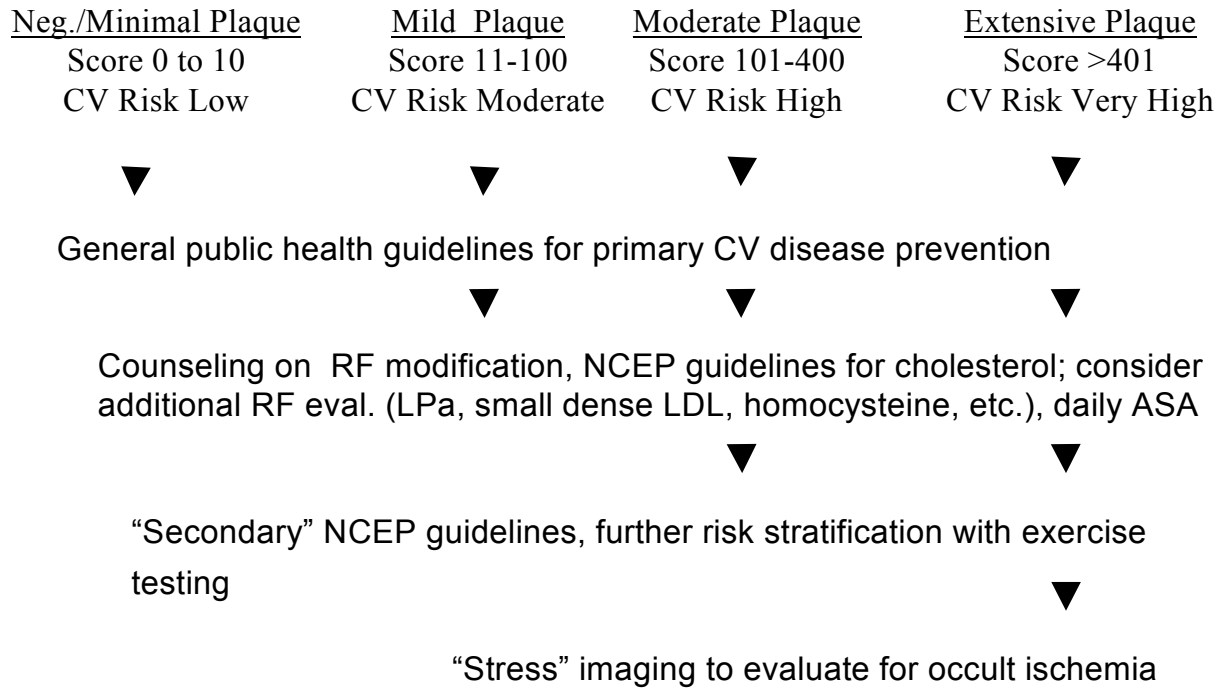 Neg./Minimal Plaque Mild Plaque Moderate Plaque Extensive Plaque
Score 0 to 10 Score 11-100 Score 101-400 Score >401
CV Risk Low CV Risk Moderate CV Risk High CV Risk Very High
General public health guidelines for primary CV disease prevention
Counseling on RF modification, NCEP guidelines for cholesterol; consider
additional RF eval. (LPa, small dense LDL, homocysteine, etc.), daily ASA
“Secondary” NCEP guidelines, further risk stratification with exercise
testing
“Stress” imaging to evaluate for occult ischemia